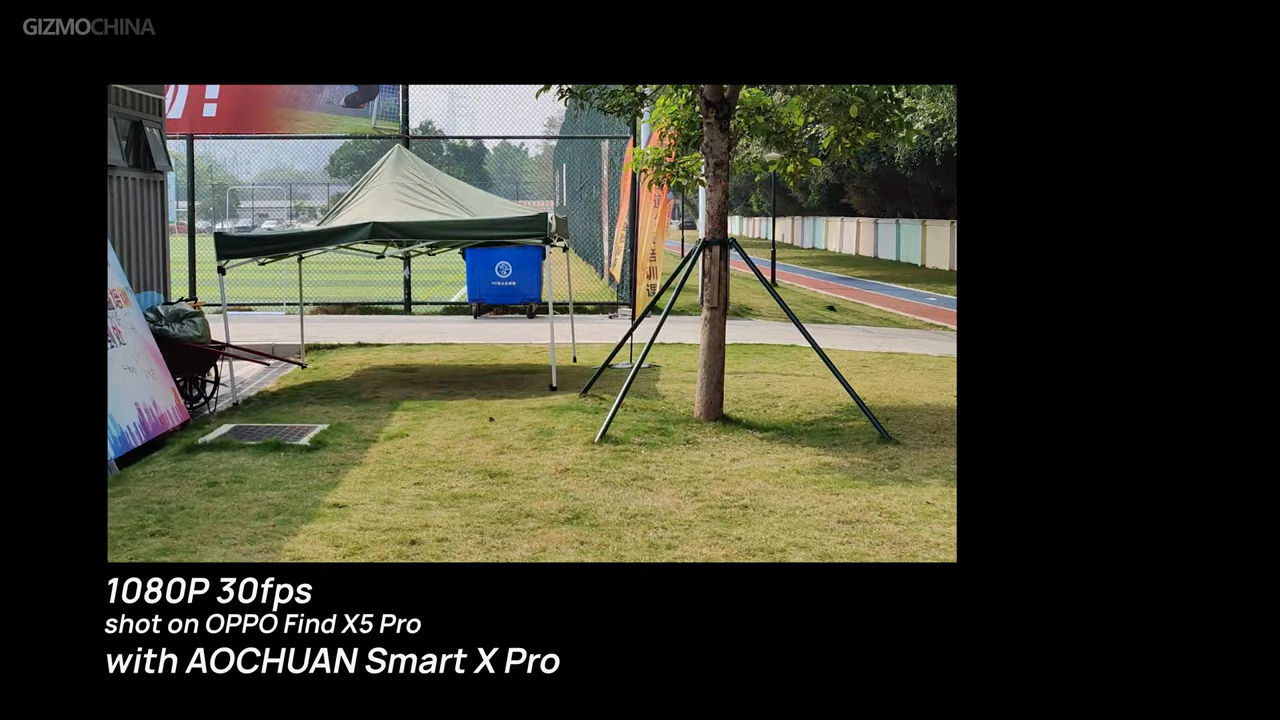 GIZMOCHINA
1080P 30fps
shot on OPPO Find X5 Pro
with AOCHUAN Smart X Pro